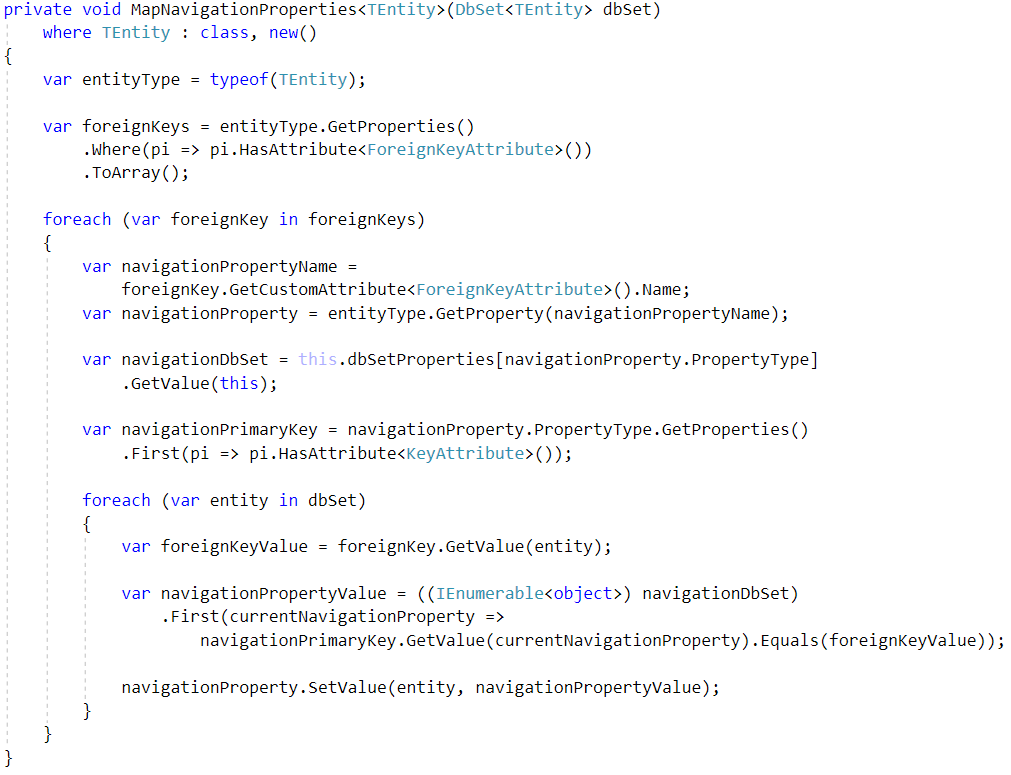 private void MapNavigationProperties<TEntity>(DbSet<TEntity> dbSet)
    where TEntity : class, new()
{
    var entityType = typeof(TEntity);

    var foreignKeys = entityType.GetProperties()
        .Where(pi => pi.HasAttribute<ForeignKeyAttribute>())
        .ToArray();

    foreach (var foreignKey in foreignKeys)
    {
        var navigationPropertyName =
            foreignKey.GetCustomAttribute<ForeignKeyAttribute>().Name;
        var navigationProperty = entityType.GetProperty(navigationPropertyName);

        var navigationDbSet = this.dbSetProperties[navigationProperty.PropertyType]
            .GetValue(this);

        var navigationPrimaryKey = navigationProperty.PropertyType.GetProperties()
            .First(pi => pi.HasAttribute<KeyAttribute>());

        foreach (var entity in dbSet)
        {
            var foreignKeyValue = foreignKey.GetValue(entity);

            var navigationPropertyValue = ((IEnumerable<object>) navigationDbSet)
                .First(currentNavigationProperty =>
                    navigationPrimaryKey.GetValue(currentNavigationProperty).Equals(foreignKeyValue));

            navigationProperty.SetValue(entity, navigationPropertyValue);
        }
    }
}